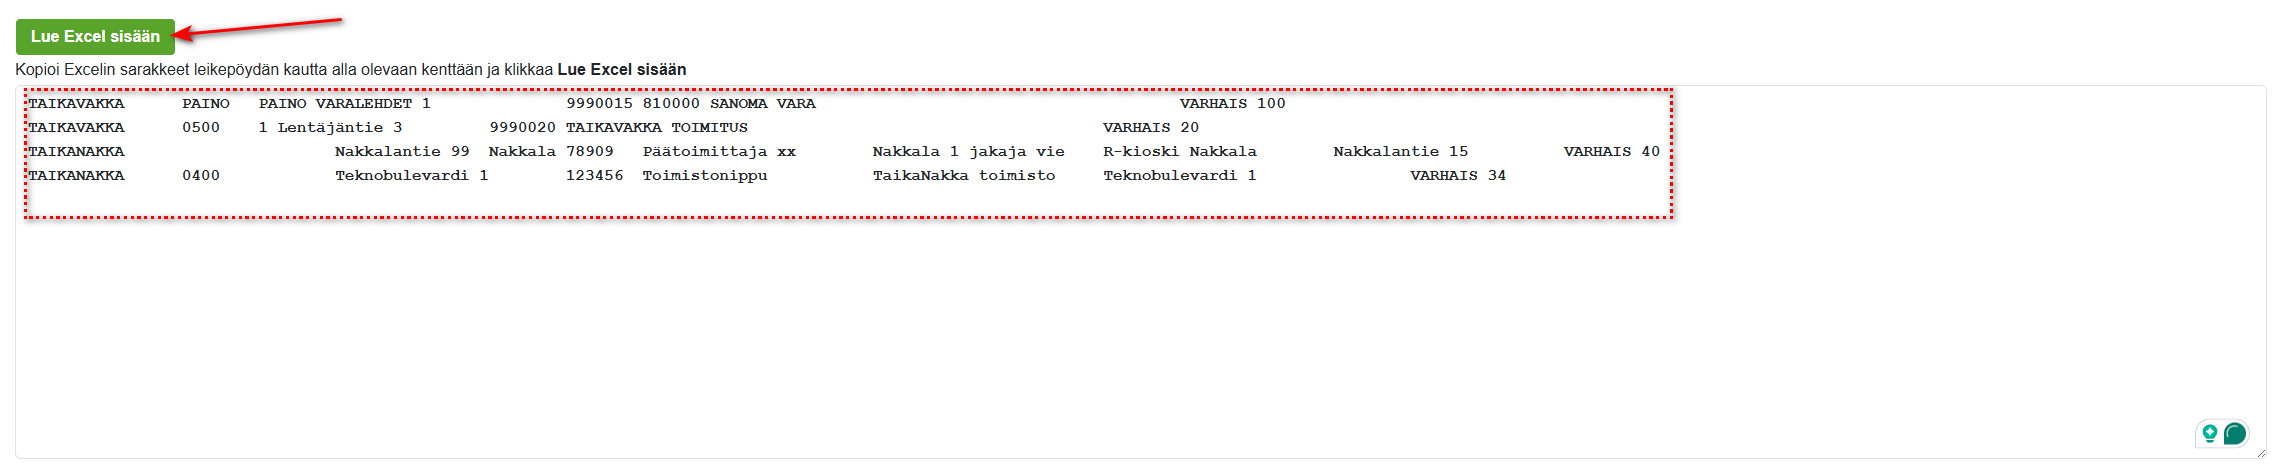 Lue Excel sisään
Kopioi Excelin sarakkeet leikepöydän kautta alla olevaan kenttään ja klikkaa Lue Excel sisään
TAIKAVAKKA PAINO PAINO VARALEHDET 1 9990015 810000 SANOMA VARA VARHAIS 100
TAIKAVAKKA 0500 1 Lentäjäntie 3 9990020 TAIKAVAKKA TOIMITUS VARHAIS 20
TAIKANAKKA Nakkalantie 99 Nakkala 78909 Päätoimittaja xx Nakkala 1 jakaja vie R-kioski Nakkala Nakkalantie 15 VARHAIS 40
TAIKANAKKA 0400 Teknobulevardi 1 123456 Toimistonippu TaikaNakka toimisto Teknobulevardi 1 VARHAIS 34